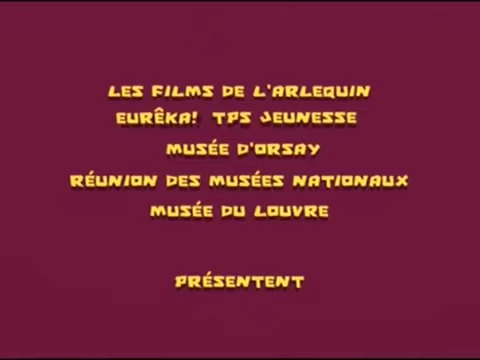 LES FILMS DE L'ARLEQUIN
EURÊKA! TPS JEUNESSE
MUSÉE D'ORSAY
RÉUNION DES MUSÉES NATIONAUX
MUSÉE DU LOUVRE
PRÉSENTENT